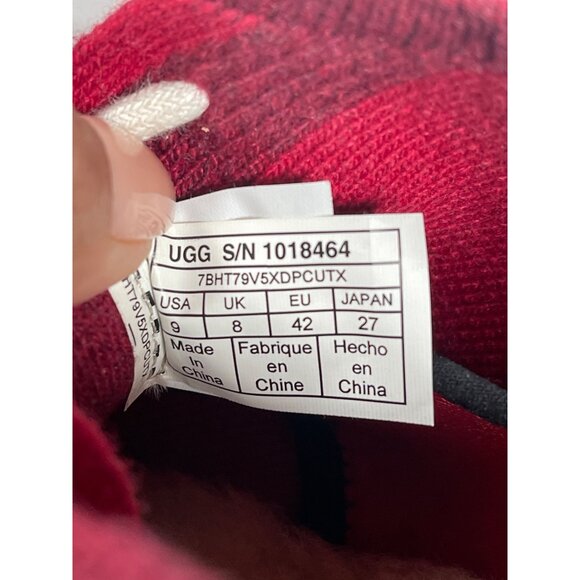 UGG S/N 1018464
7BHT79V5XDPCUTX
USA UK EU JAPAN
9 8 42 27
Made in China
Fabrique en Chine
Hecho en China
7BHT79V5XDPCUTX